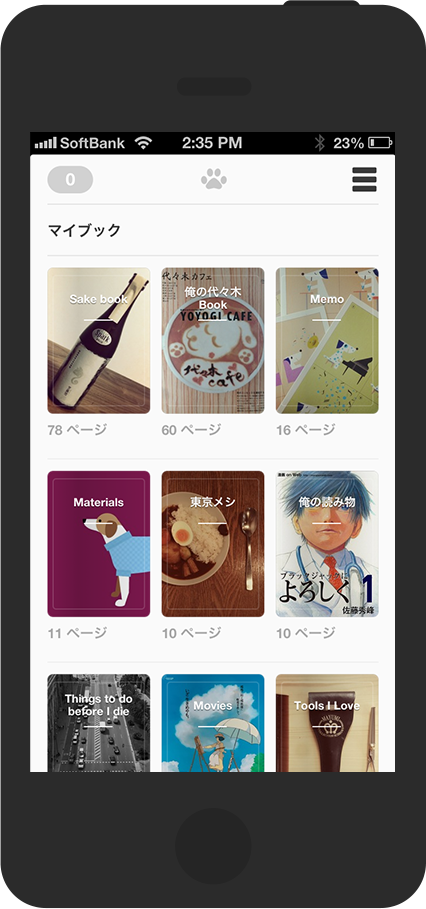 SoftBank 2:35 PM 23%
0
マイブック
Sake book
代々木カフェ
俺の代々木
Book
YOYOGI CAFE
代々木
cafe
Memo
78 ページ
60 ページ
16 ページ
Materials
東京メシ
俺の読み物
ブラックジャックに
よろしく 1
佐藤秀峰
11 ページ
10 ページ
10 ページ
Things to do
before I die
Movies
Tools I Love